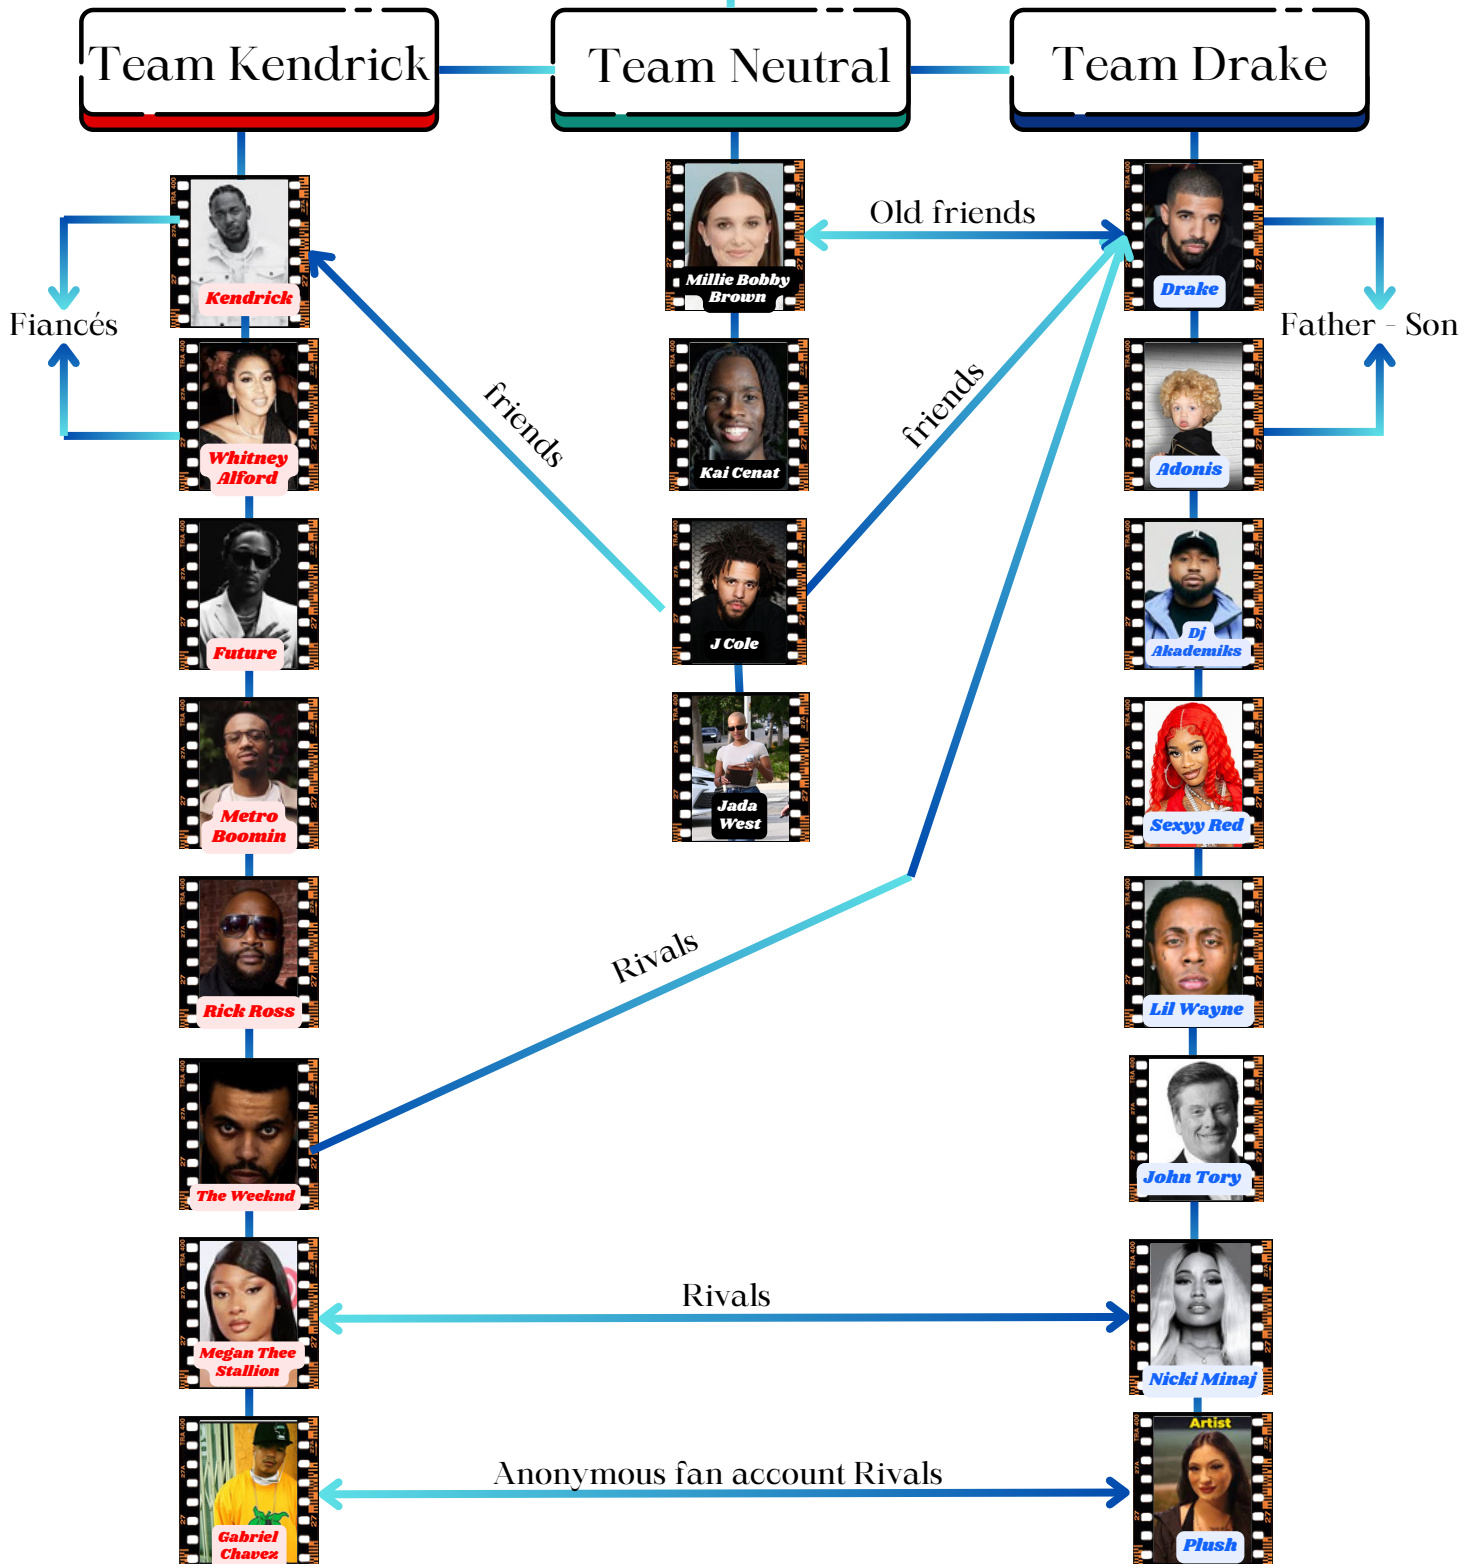 Team Kendrick
Team Neutral
Team Drake
Kendrick
Millie Bobby
Brown
Old friends
Drake
Fiancés
Father - Son
friends
friends
Whitney
Alford
Kai Cenat
Adonis
Future
J Cole
Dj
Akademiks
Metro
Boomin
Jada
West
Sexyy Red
Rick Ross
Rivals
Lil Wayne
The Weeknd
John Tory
Megan Thee
Stallion
Rivals
Nicki Minaj
Artist
Anonymous fan account Rivals
Gabriel
Chavez
Plush